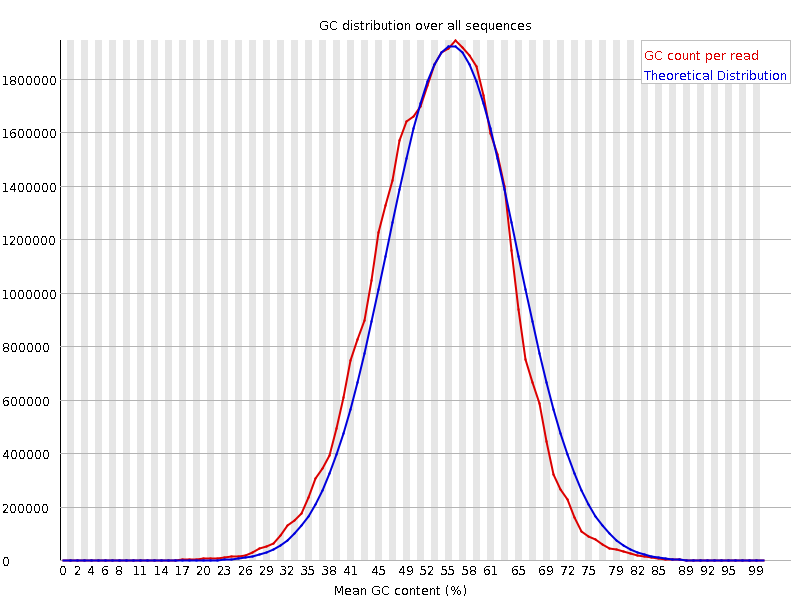 GC distribution over all sequences
GC count per read
Theoretical Distribution
1800000
1600000
1400000
1200000
1000000
800000
600000
400000
200000
0
0 2 4 6 8 11 14 17 20 23 26 29 32 35 38 41 45 49 52 55 58 61 65 69 72 75 79 82 85 89 92 95 99
Mean GC content (%)